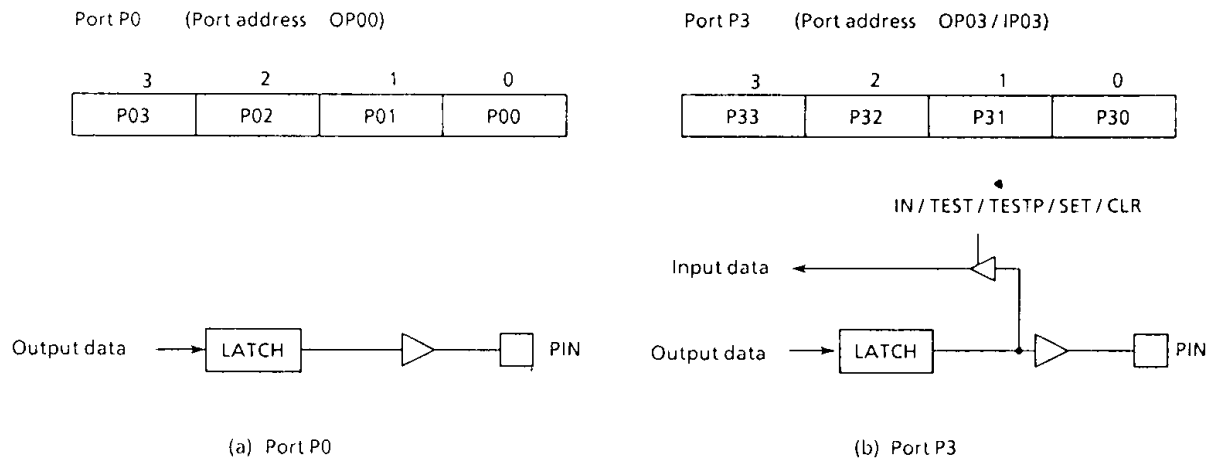 Port P0 (Port address OP00)
3 2 1 0
P03 P02 P01 P00
Output data
LATCH
PIN
(a) Port P0
Port P3 (Port address OP03 / IP03)
3 2 1 0
P33 P32 P31 P30
IN / TEST / TESTP / SET / CLR
Input data
Output data
LATCH
PIN
(b) Port P3